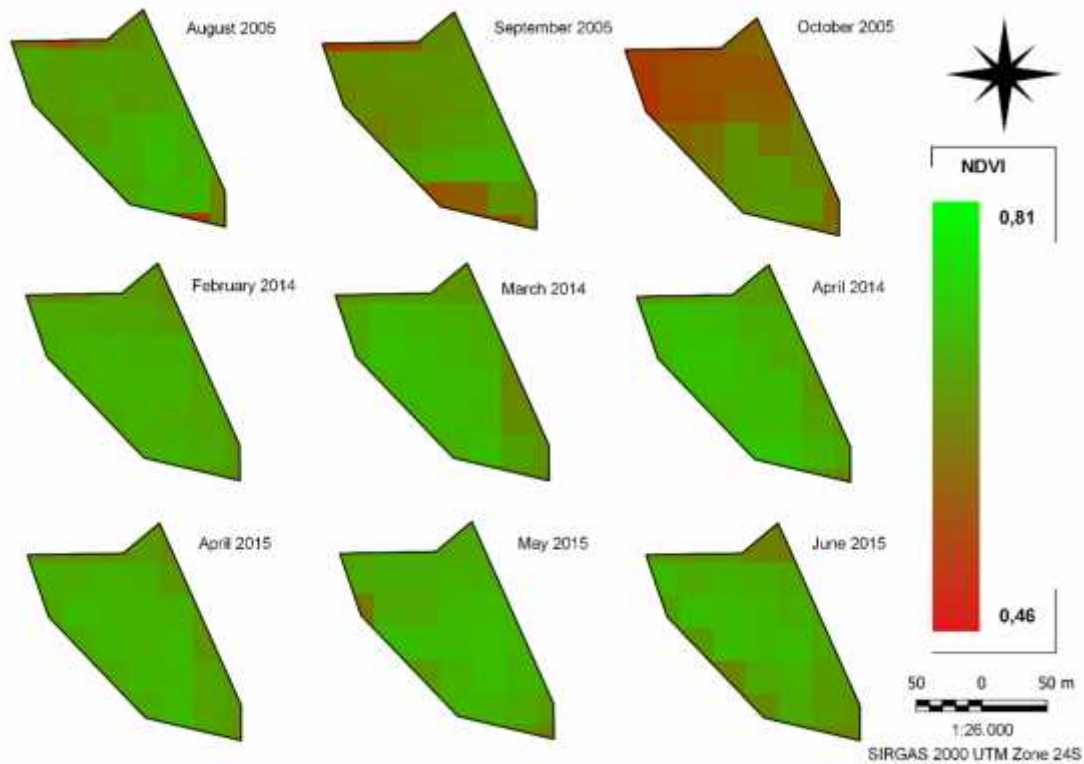 August 2005
September 2005
October 2005
NDVI
0,81
February 2014
March 2014
April 2014
April 2015
May 2015
June 2015
0,46
50 0 50 m
1:26.000
SIRGAS 2000 UTM Zone 24S